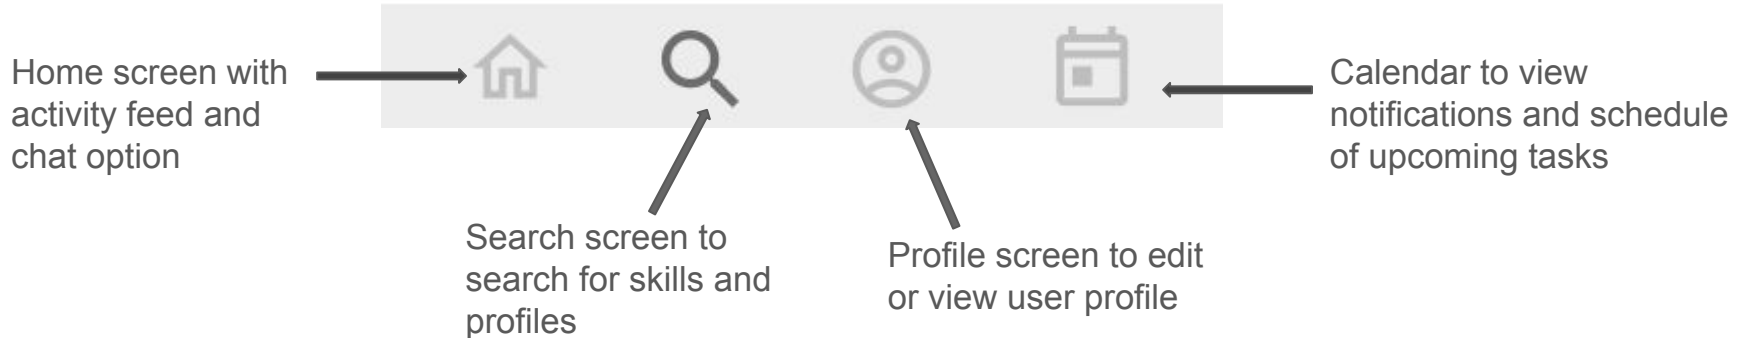 Home screen with
activity feed and
chat option
Search screen to
search for skills and
profiles
Profile screen to edit
or view user profile
Calendar to view
notifications and schedule
of upcoming tasks